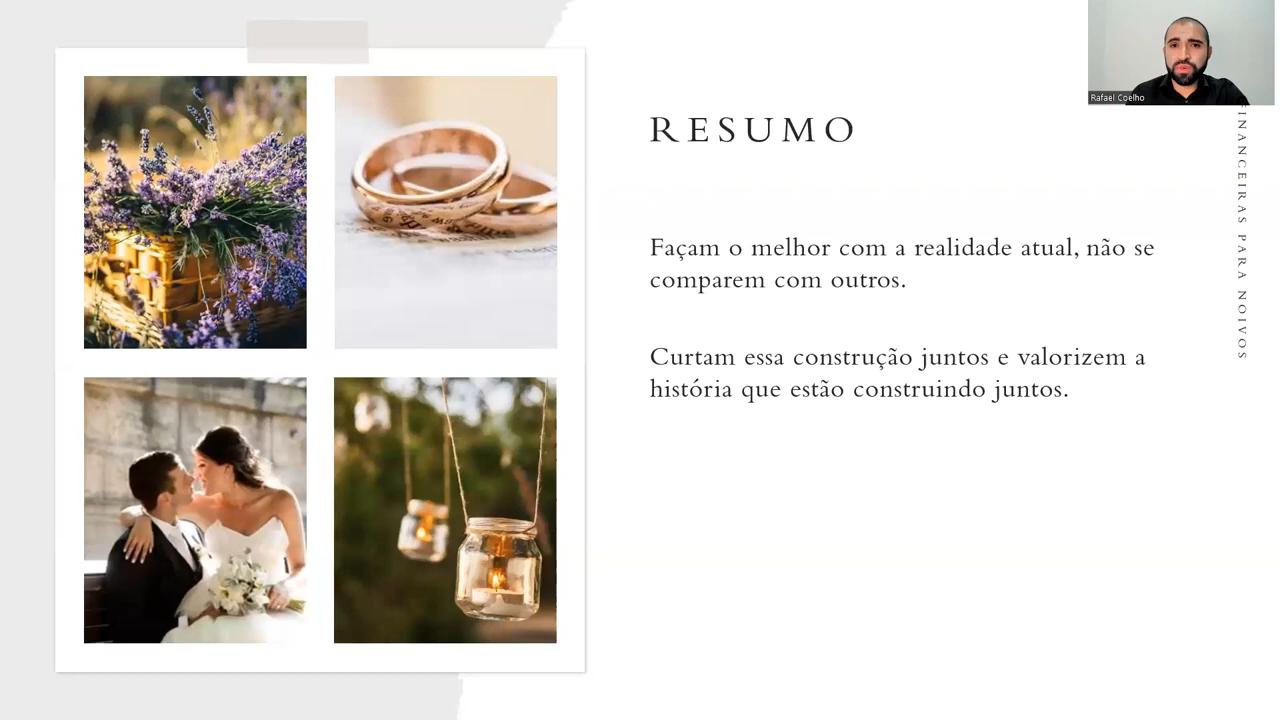 Rafael Coelho
RESUMO
Façam o melhor com a realidade atual, não se
comparem com outros.
Curtam essa construção juntos e valorizem a
história que estão construindo juntos.
FINANCEIRAS PARA NOIVOS